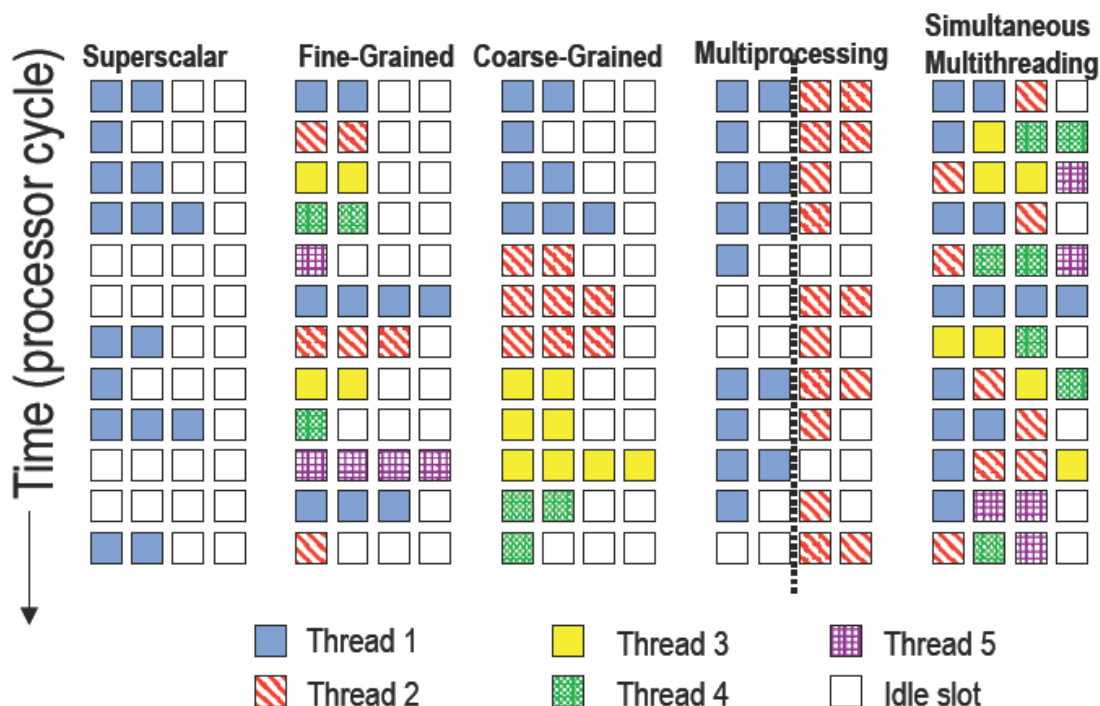 Superscalar
Fine-Grained
Coarse-Grained
Multiprocessing
Simultaneous
Multithreading
Time (processor cycle)
Thread 1
Thread 3
Thread 5
Thread 2
Thread 4
Idle slot